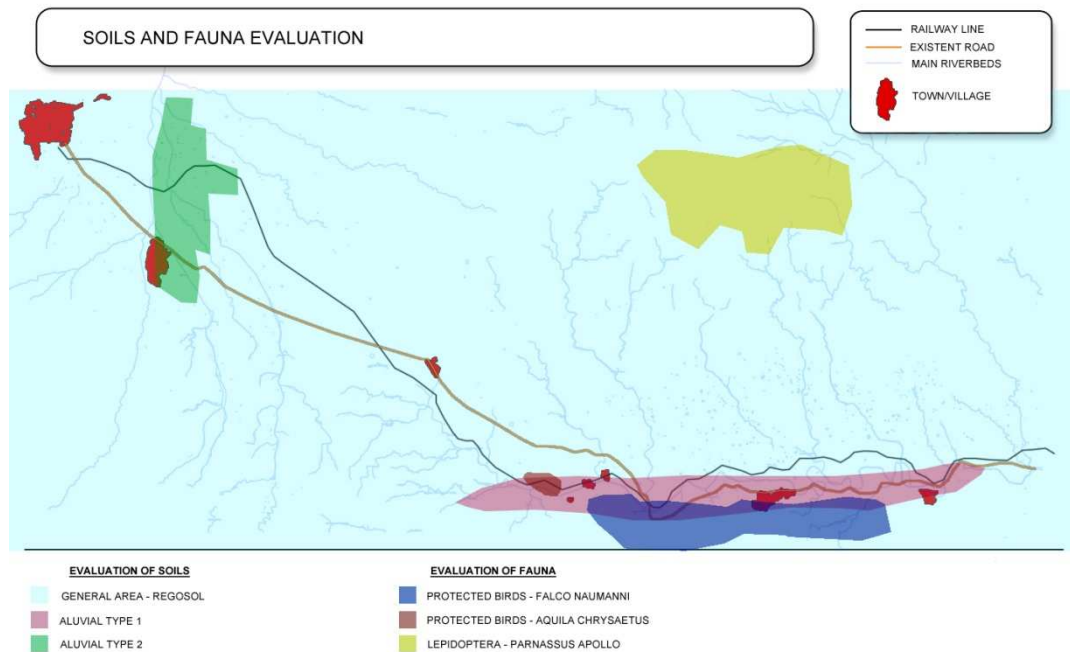 SOILS AND FAUNA EVALUATION
RAILWAY LINE
EXISTENT ROAD
MAIN RIVERBEDS
TOWN/VILLAGE
EVALUATION OF SOILS
GENERAL AREA - REGOSOL
ALUVIAL TYPE 1
ALUVIAL TYPE 2
EVALUATION OF FAUNA
PROTECTED BIRDS - FALCO NAUMANNI
PROTECTED BIRDS - AQUILA CHRYSAETUS
LEPIDOPTERA - PARNASSUS APOLLO